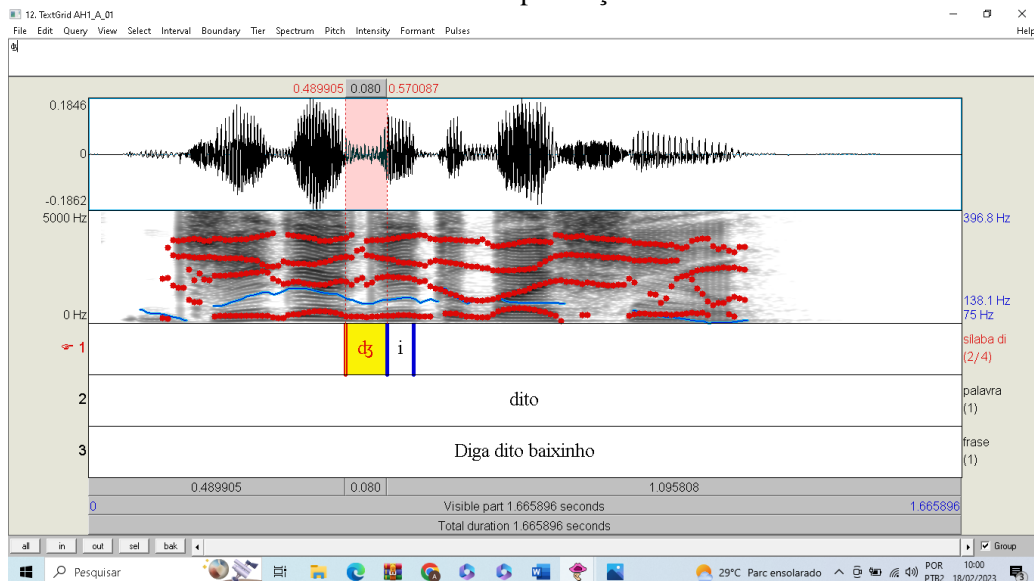 12. TextGrid AH1_A_01
File Edit Query View Select Interval Boundary Tier Spectrum Pitch Intensity Formant Pulses Help
ʤ
0.489905 0.080 0.570087
0.1846
0
-0.1862
5000 Hz 396.8 Hz
138.1 Hz
0 Hz 75 Hz
1 ʤ i sílaba di
(2/4)
2 dito palavra
(1)
3 Diga dito baixinho frase
(1)
0.489905 0.080 1.095808
0 Visible part 1.665896 seconds 1.665896
Total duration 1.665896 seconds
all in out sel bak Group
Pesquisar 29°C Parc ensolarado POR 10:00
PTB2 18/02/2023